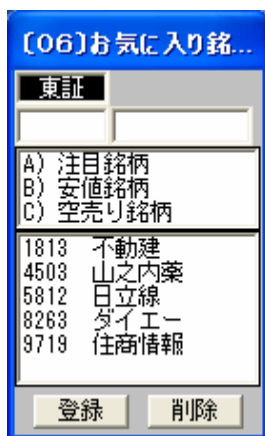 〔06〕お気に入り銘...
東証
A) 注目銘柄
B) 安値銘柄
C) 空売り銘柄
1813 不動建
4503 山之内薬
5812 日立線
8263 ダイエー
9719 住商情報
登録 削除